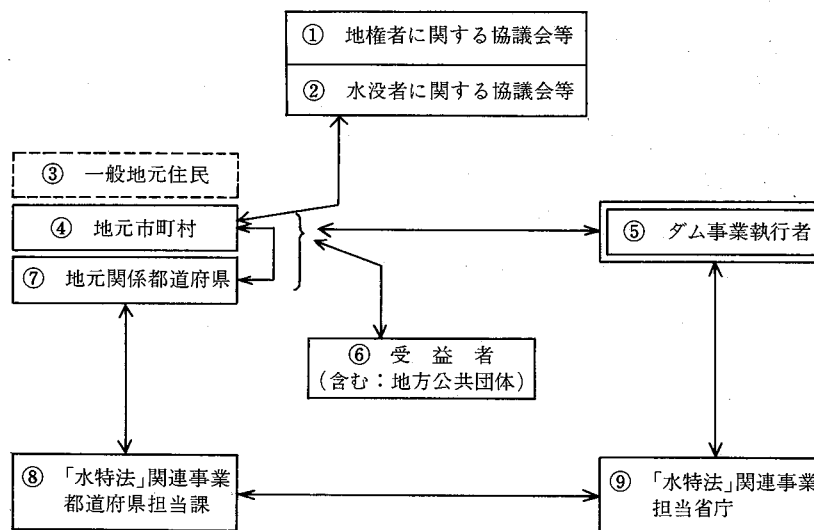 ① 地権者に関する協議会等
② 水没者に関する協議会等
③ 一般地元住民
④ 地元市町村
⑤ ダム事業執行者
⑦ 地元関係都道府県
⑥ 受益者
(含む：地方公共団体)
⑧ 「水特法」関連事業
都道府県担当課
⑨ 「水特法」関連事業
担当省庁